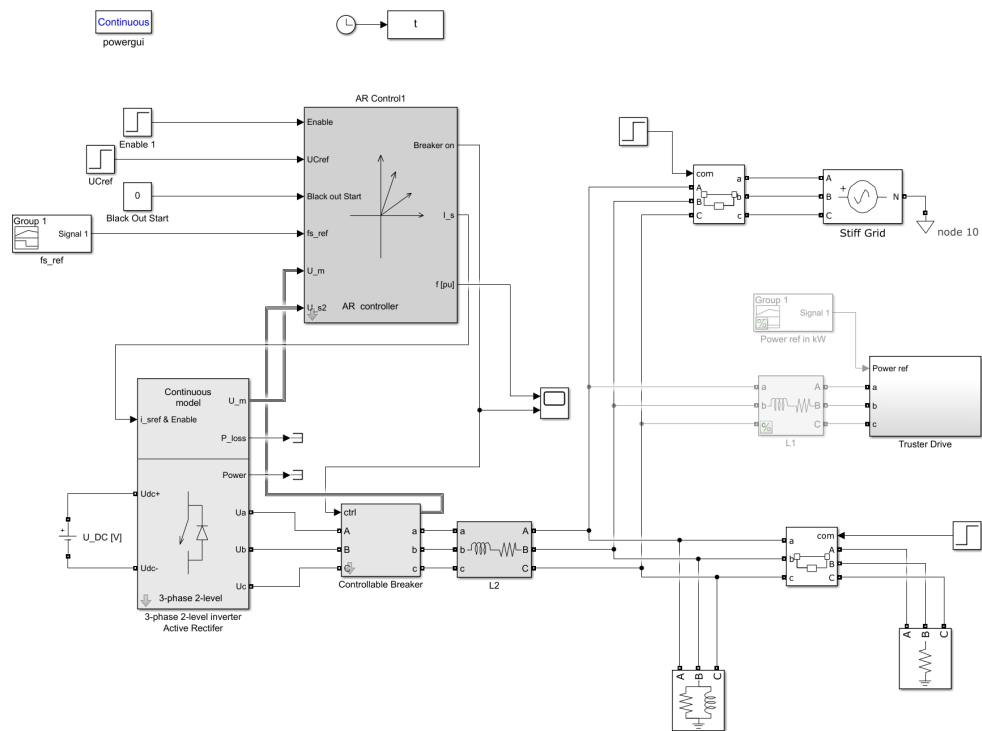 Continuous
powergui
t
AR Control1
Enable
Breaker on
Enable 1
UCref
UCref
0
Black out Start
Black Out Start
I_s
Group 1
Signal 1
fs_ref
fs_ref
U_m
f [pu]
U_s2
AR controller
com
a
A
A
b
B
B
N
c
C
C
Stiff Grid
node 10
Group 1
Signal 1
Power ref in kW
Power ref
a
A
a
b
B
b
c
C
c
L1
Truster Drive
Continuous
model
U_m
i_sref & Enable
P_loss
Power
Udc+
Ua
U_DC [V]
Ub
Udc-
Uc
3-phase 2-level
3-phase 2-level inverter
Active Rectifer
ctrl
A
a
B
b
C
c
Controllable Breaker
a
A
b
B
c
C
L2
com
a
A
b
B
c
C
A
B
C
A
B
C